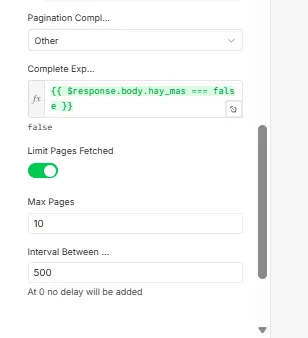 Pagination Compl...
Other
Complete Exp...
fx
{{ $response.body.hay_mas === fals
e }}
false
Limit Pages Fetched
Max Pages
10
Interval Between ...
500
At 0 no delay will be added